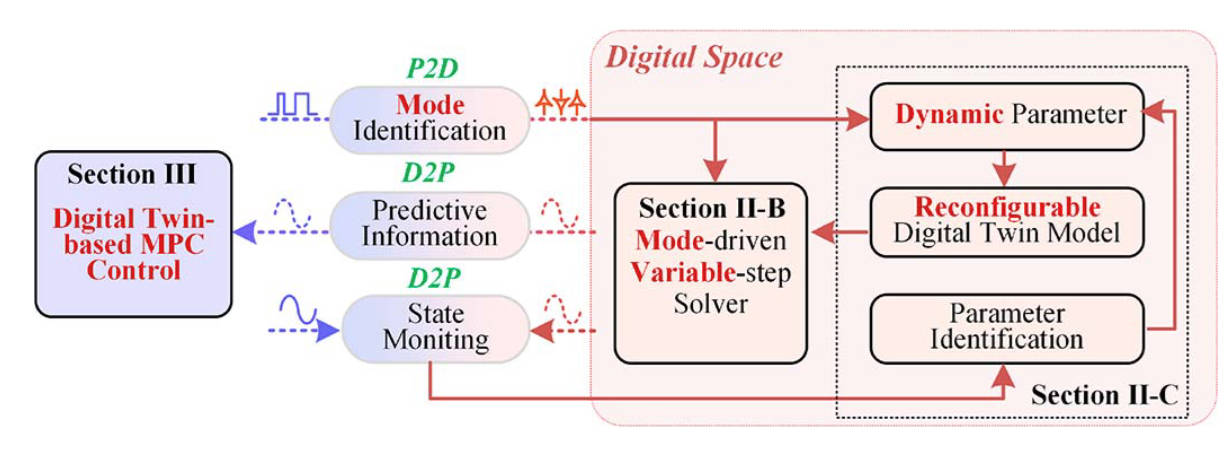 Digital Space
P2D
Mode
Identification
D2P
Predictive
Information
D2P
State
Moniting
Section III
Digital Twin-
based MPC
Control
Section II-B
Mode-driven
Variable-step
Solver
Dynamic Parameter
Reconfigurable
Digital Twin Model
Parameter
Identification
Section II-C